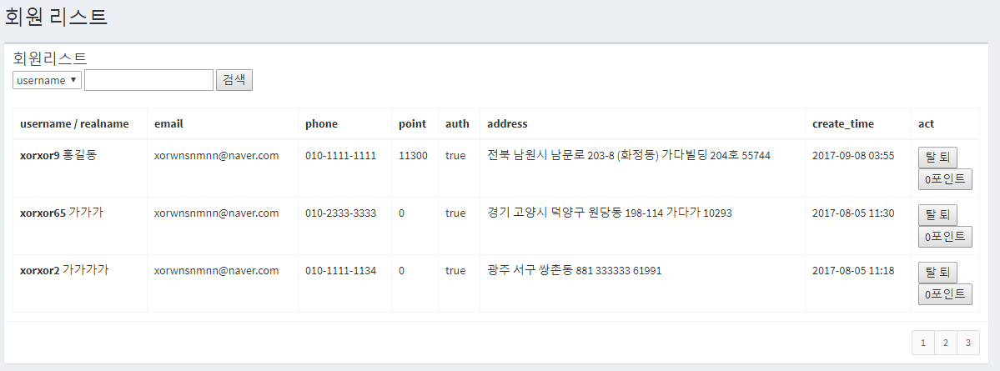 회원 리스트
회원리스트
username ▼ 검색
username / realname email phone point auth address create_time act
xorxor9 홍길동 xorwnsnmnn@naver.com 010-1111-1111 11300 true 전북 남원시 남문로 203-8 (화정동) 가다빌딩 204호 55744 2017-09-08 03:55 탈 퇴
0포인트
xorxor65 가가가 xorwnsnmnn@naver.com 010-2333-3333 0 true 경기 고양시 덕양구 원당동 198-114 가다가 10293 2017-08-05 11:30 탈 퇴
0포인트
xorxor2 가가가가 xorwnsnmnn@naver.com 010-1111-1134 0 true 광주 서구 쌍촌동 881 333333 61991 2017-08-05 11:18 탈 퇴
0포인트
1 2 3